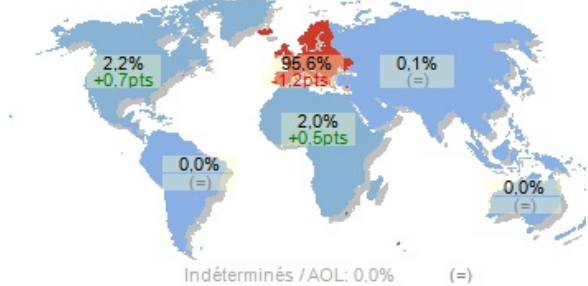 2.2%
+0,7pts
95.6%
-1,2pts
0,1%
(=)
2,0%
+0,5pts
0,0%
(=)
0,0%
(=)
Indéterminés / AOL: 0,0% (=)